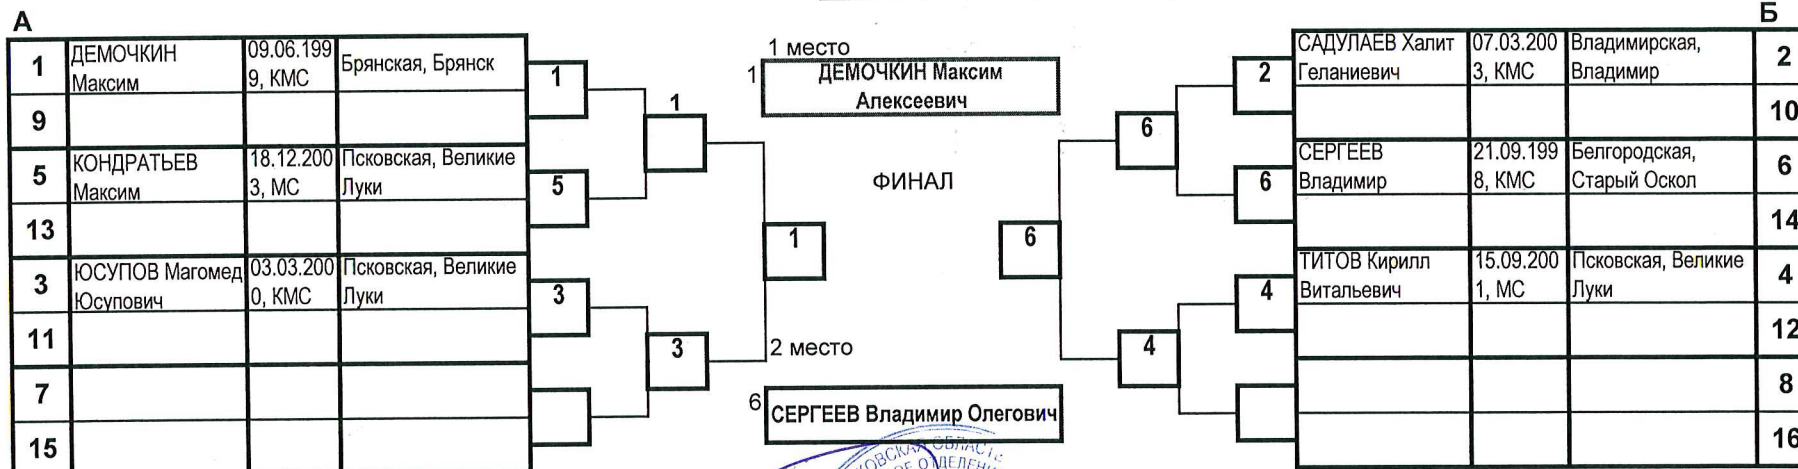 А
1
ДЕМОЧКИН
Максим
09.06.199
9, КМС
Брянская, Брянск
9
5
КОНДРАТЬЕВ
Максим
18.12.200
3, МС
Псковская, Великие
Луки
13
3
ЮСУПОВ Магомед
Юсупович
03.03.200
0, КМС
Псковская, Великие
Луки
11
7
15
1
5
3
1
3
1
1 место
1
ДЕМОЧКИН Максим
Алексеевич
ФИНАЛ
2 место
6
СЕРГЕЕВ Владимир Олегович
6
6
4
2
6
4
Б
САДУЛАЕВ Халит
Геланиевич
07.03.200
3, КМС
Владимирская,
Владимир
2
10
СЕРГЕЕВ
Владимир
21.09.199
8, КМС
Белгородская,
Старый Оскол
6
14
ТИТОВ Кирилл
Витальевич
15.09.200
1, МС
Псковская, Великие
Луки
4
12
8
16